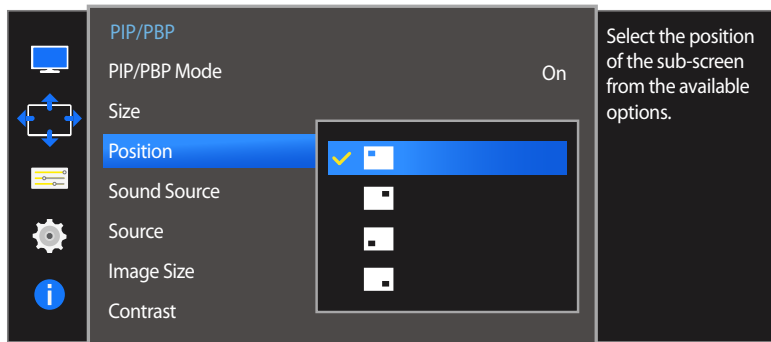 PIP/PBP
PIP/PBP Mode On
Size
Position
Sound Source
Source
Image Size
Contrast
Select the position
of the sub-screen
from the available
options.
i